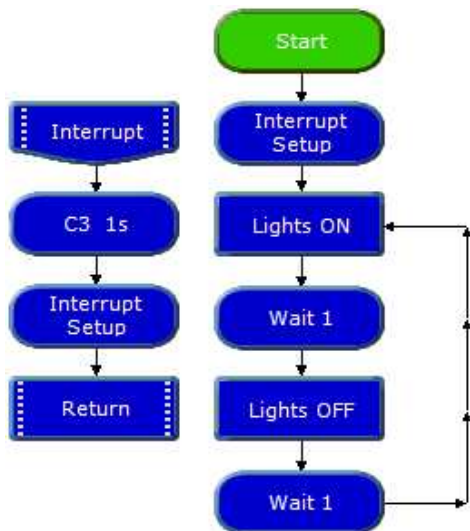 Start
Interrupt
Setup
Lights ON
Wait 1
Lights OFF
Wait 1
Interrupt
C3 1s
Interrupt
Setup
Return